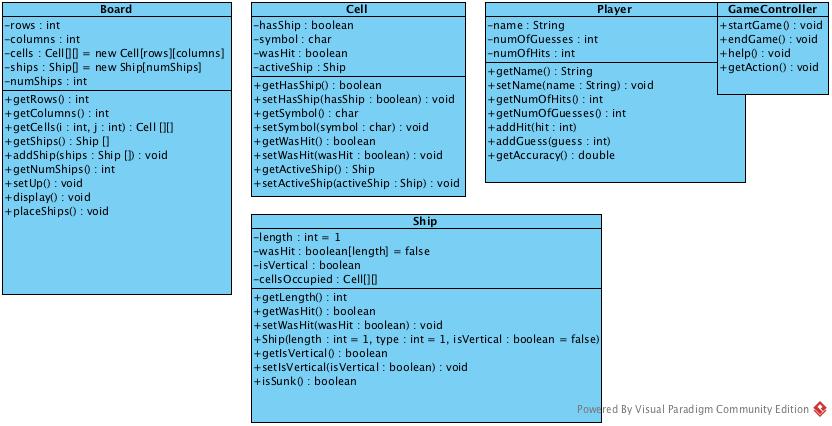 Board
-rows : int
-columns : int
-cells : Cell[][] = new Cell[rows][columns]
-ships : Ship[] = new Ship[numShips]
-numShips : int
+getRows() : int
+getColumns() : int
+getCells(i : int, j : int) : Cell [][]
+getShips() : Ship []
+addShip(ships : Ship []) : void
+getNumShips() : int
+setUp() : void
+display() : void
+placeShips() : void
Cell
-hasShip : boolean
-symbol : char
-wasHit : boolean
-activeShip : Ship
+getHasShip() : boolean
+setHasShip(hasShip : boolean) : void
+getSymbol() : char
+setSymbol(symbol : char) : void
+getWasHit() : boolean
+setWasHit(wasHit : boolean) : void
+getActiveShip() : Ship
+setActiveShip(activeShip : Ship) : void
Player
-name : String
-numOfGuesses : int
-numOfHits : int
+getName() : String
+setName(name : String) : void
+getNumOfHits() : int
+getNumOfGuesses() : int
+addHit(hit : int)
+addGuess(guess : int)
+getAccuracy() : double
GameController
+startGame() : void
+endGame() : void
+help() : void
+getAction() : void
Ship
-length : int = 1
-wasHit : boolean[length] = false
-isVertical : boolean
-cellsOccupied : Cell[][]
+getLength() : int
+getWasHit() : boolean
+setWasHit(wasHit : boolean) : void
+Ship(length : int = 1, type : int = 1, isVertical : boolean = false)
+getIsVertical() : boolean
+setIsVertical(isVertical : boolean) : void
+isSunk() : boolean
Powered By Visual Paradigm Community Edition